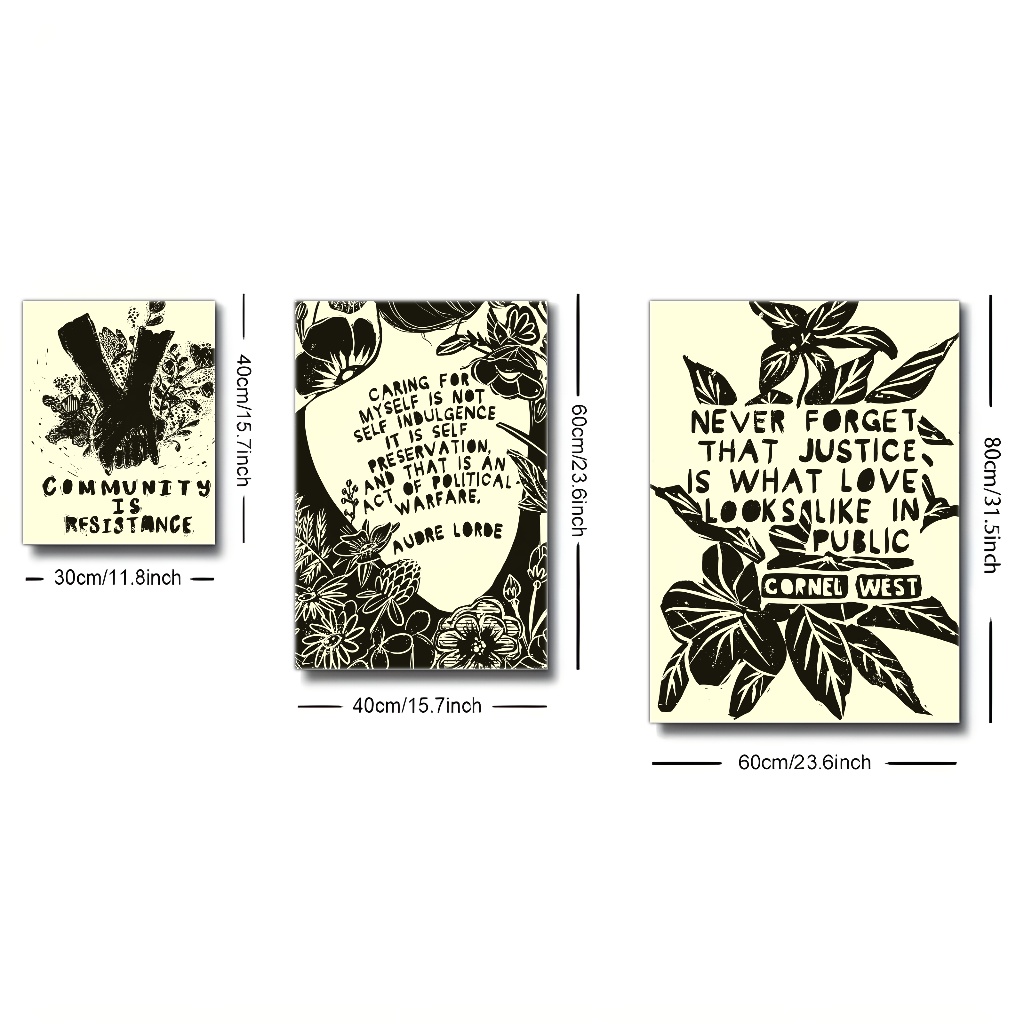 COMMUNITY
IS
RESISTANCE
40cm/15.7inch
30cm/11.8inch
CARING FOR
MYSELF IS NOT
SELF INDULGENCE
IT IS SELF
PRESERVATION,
AND THAT IS AN
ACT OF POLITICAL
WARFARE.
AUDRE LORDE
60cm/23.6inch
40cm/15.7inch
NEVER FORGET
THAT JUSTICE
IS WHAT LOVE
LOOKS LIKE IN
PUBLIC
CORNEL WEST
80cm/31.5inch
60cm/23.6inch